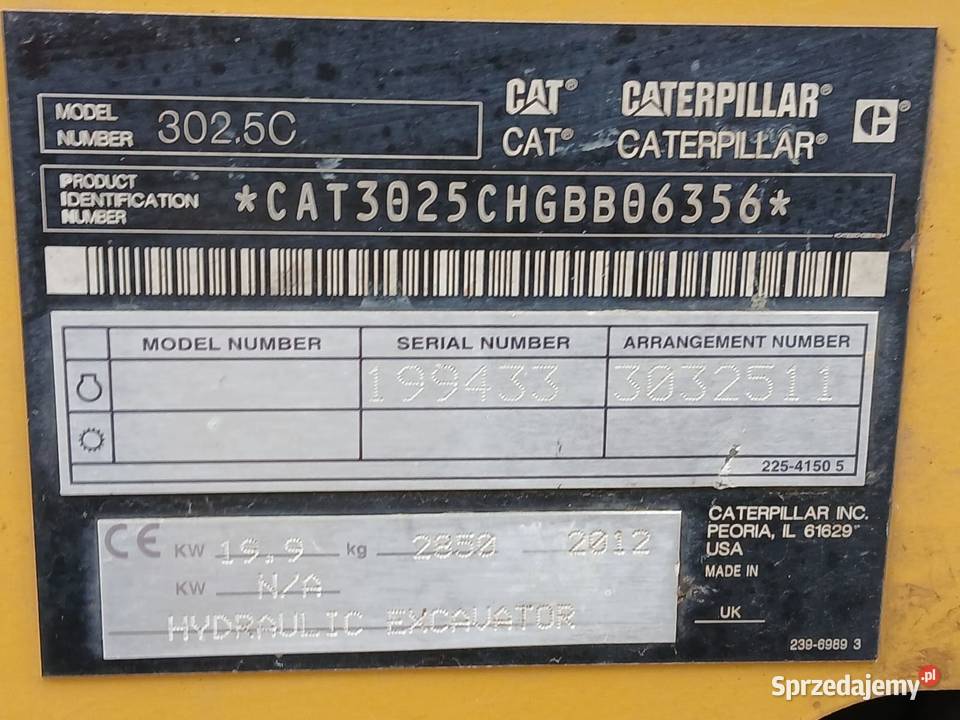 MODEL NUMBER 302.5C
CAT® CATERPILLAR®
CAT® CATERPILLAR®
PRODUCT IDENTIFICATION NUMBER *CAT3025CHGBB06356*
MODEL NUMBER SERIAL NUMBER ARRANGEMENT NUMBER
199433 3032511
225-4150 5
CE KW 19,9 kg 2850 2012
KW N/A
HYDRAULIC EXCAVATOR
CATERPILLAR INC.
PEORIA, IL 61629
USA
MADE IN
UK
239-6989 3
Sprzedajemy.pl